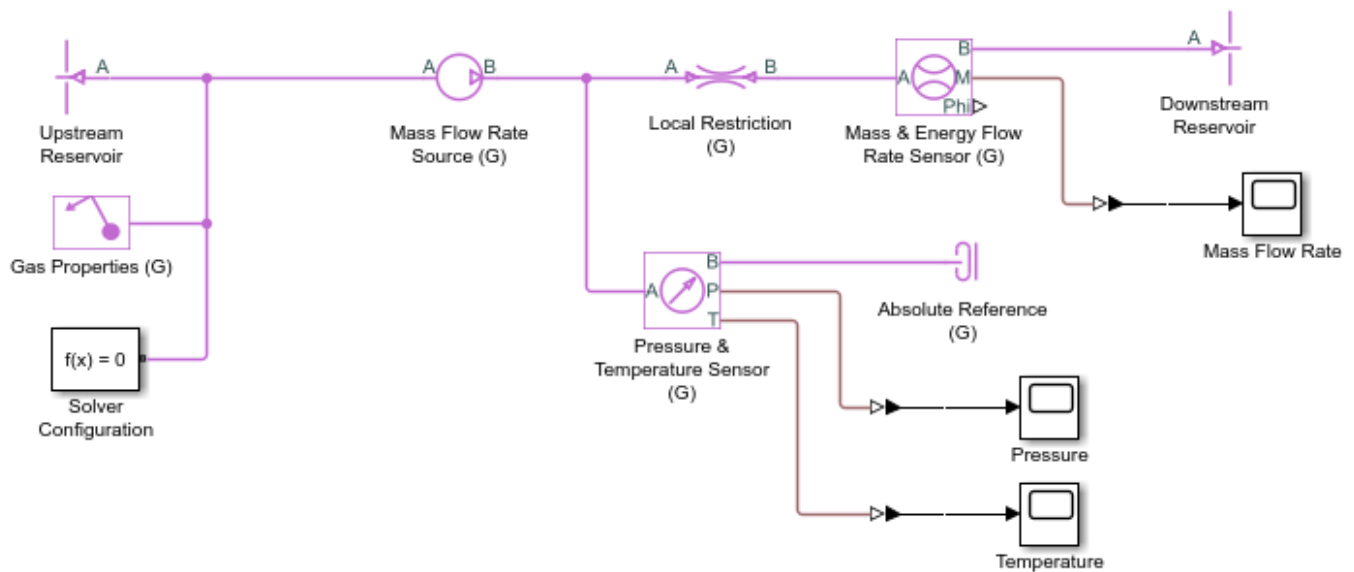 A
Upstream
Reservoir
A
B
Mass Flow Rate
Source (G)
A
B
Local Restriction
(G)
A
B
M
Phi
Mass & Energy Flow
Rate Sensor (G)
A
Downstream
Reservoir
Mass Flow Rate
Gas Properties (G)
f(x) = 0
Solver
Configuration
A
B
P
T
Pressure &
Temperature Sensor
(G)
Absolute Reference
(G)
Pressure
Temperature